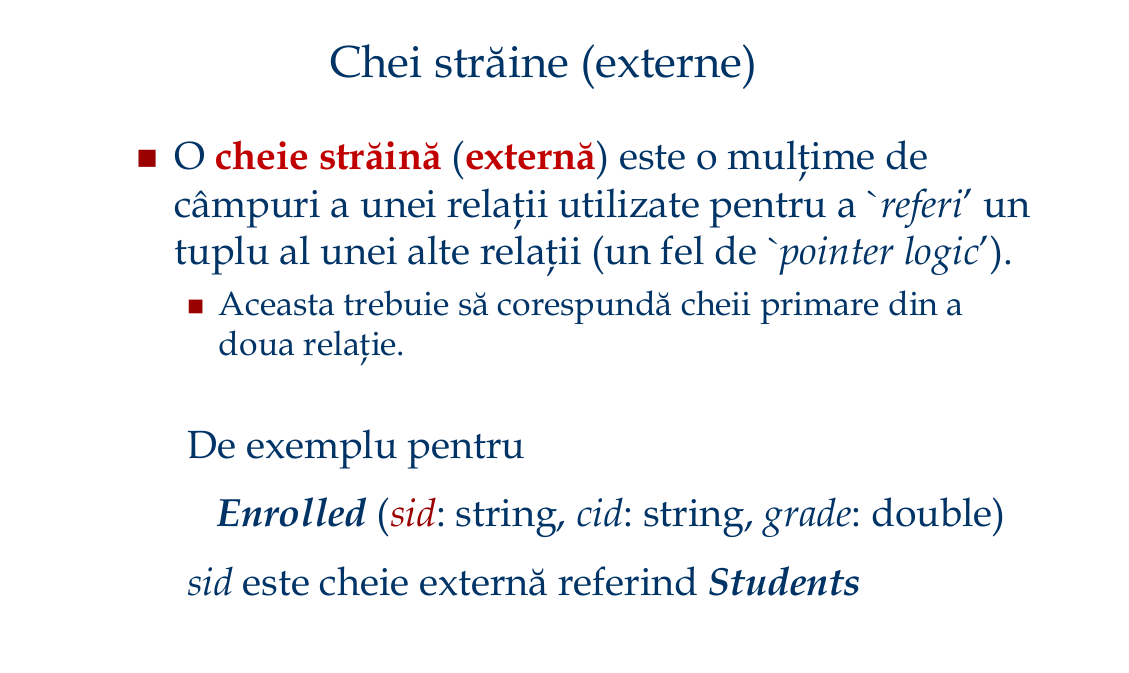 Chei străine (externe)
O cheie străină (externă) este o mulțime de
câmpuri a unei relații utilizate pentru a `referi’ un
tuplu al unei alte relații (un fel de `pointer logic’).
Aceasta trebuie să corespundă cheii primare din a
doua relație.
De exemplu pentru
Enrolled (sid: string, cid: string, grade: double)
sid este cheie externă referind Students